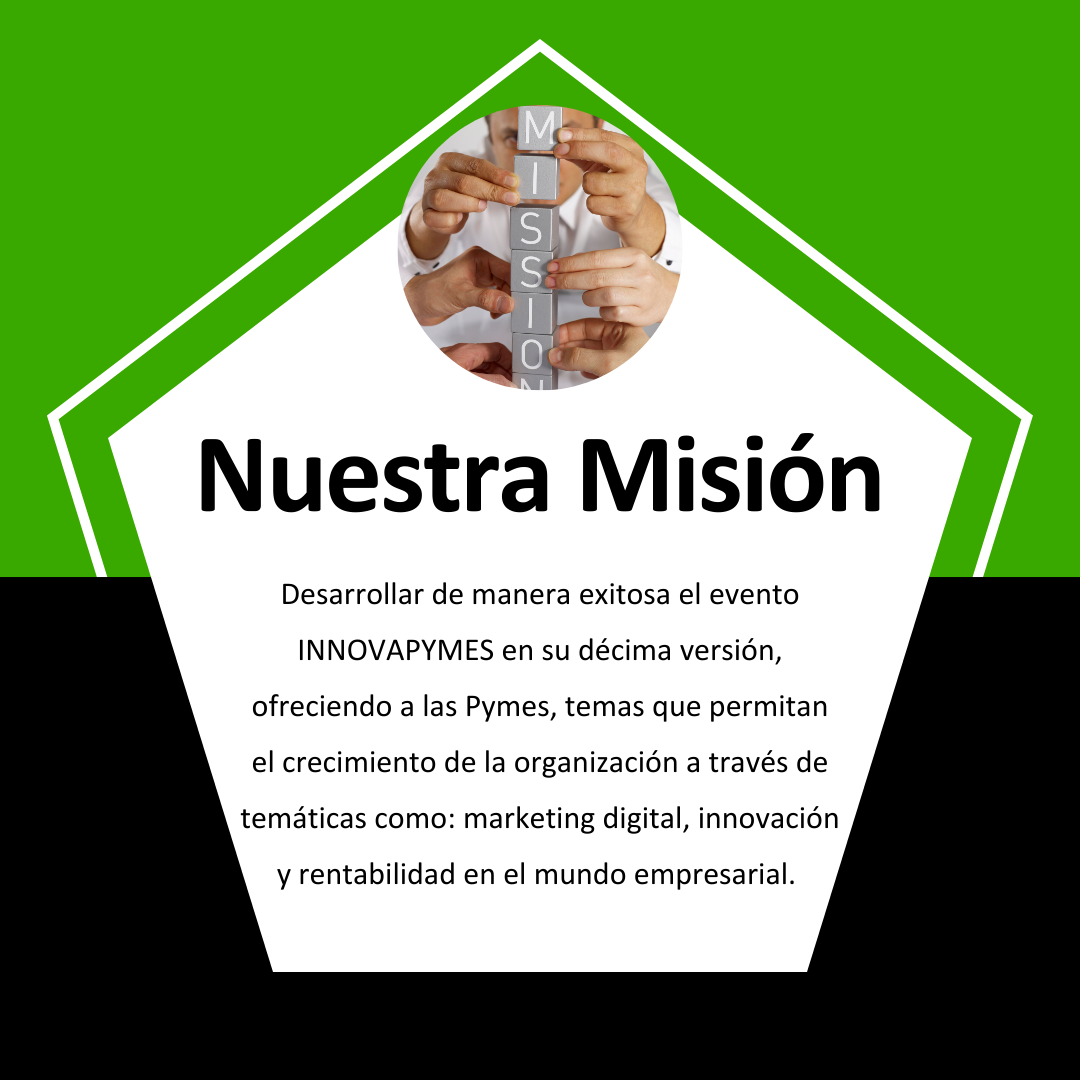 M
I
S
S
I
O
N
Nuestra Misión
Desarrollar de manera exitosa el evento
INNOVAPYMES en su décima versión,
ofreciendo a las Pymes, temas que permitan
el crecimiento de la organización a través de
temáticas como: marketing digital, innovación
y rentabilidad en el mundo empresarial.